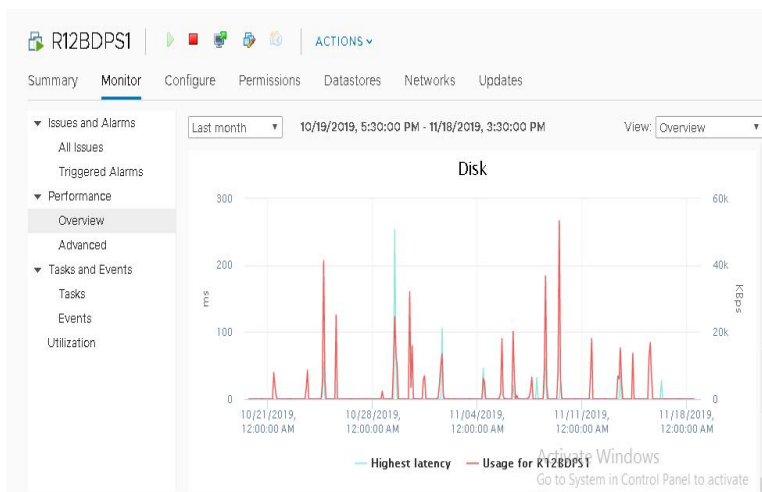 R12BDPS1 ACTIONS
Summary Monitor Configure Permissions Datastores Networks Updates
Issues and Alarms
All Issues
Triggered Alarms
Performance
Overview
Advanced
Tasks and Events
Tasks
Events
Utilization
Last month 10/19/2019, 5:30:00 PM - 11/18/2019, 3:30:00 PM View: Overview
Disk
300 60k
200 40k
ms KBps
100 20k
0 0
10/21/2019, 10/28/2019, 11/04/2019, 11/11/2019, 11/18/2019,
12:00:00 AM 12:00:00 AM 12:00:00 AM 12:00:00 AM 12:00:00 AM
Highest latency Usage for R12BDPS1
Activate Windows
Go to System in Control Panel to activate